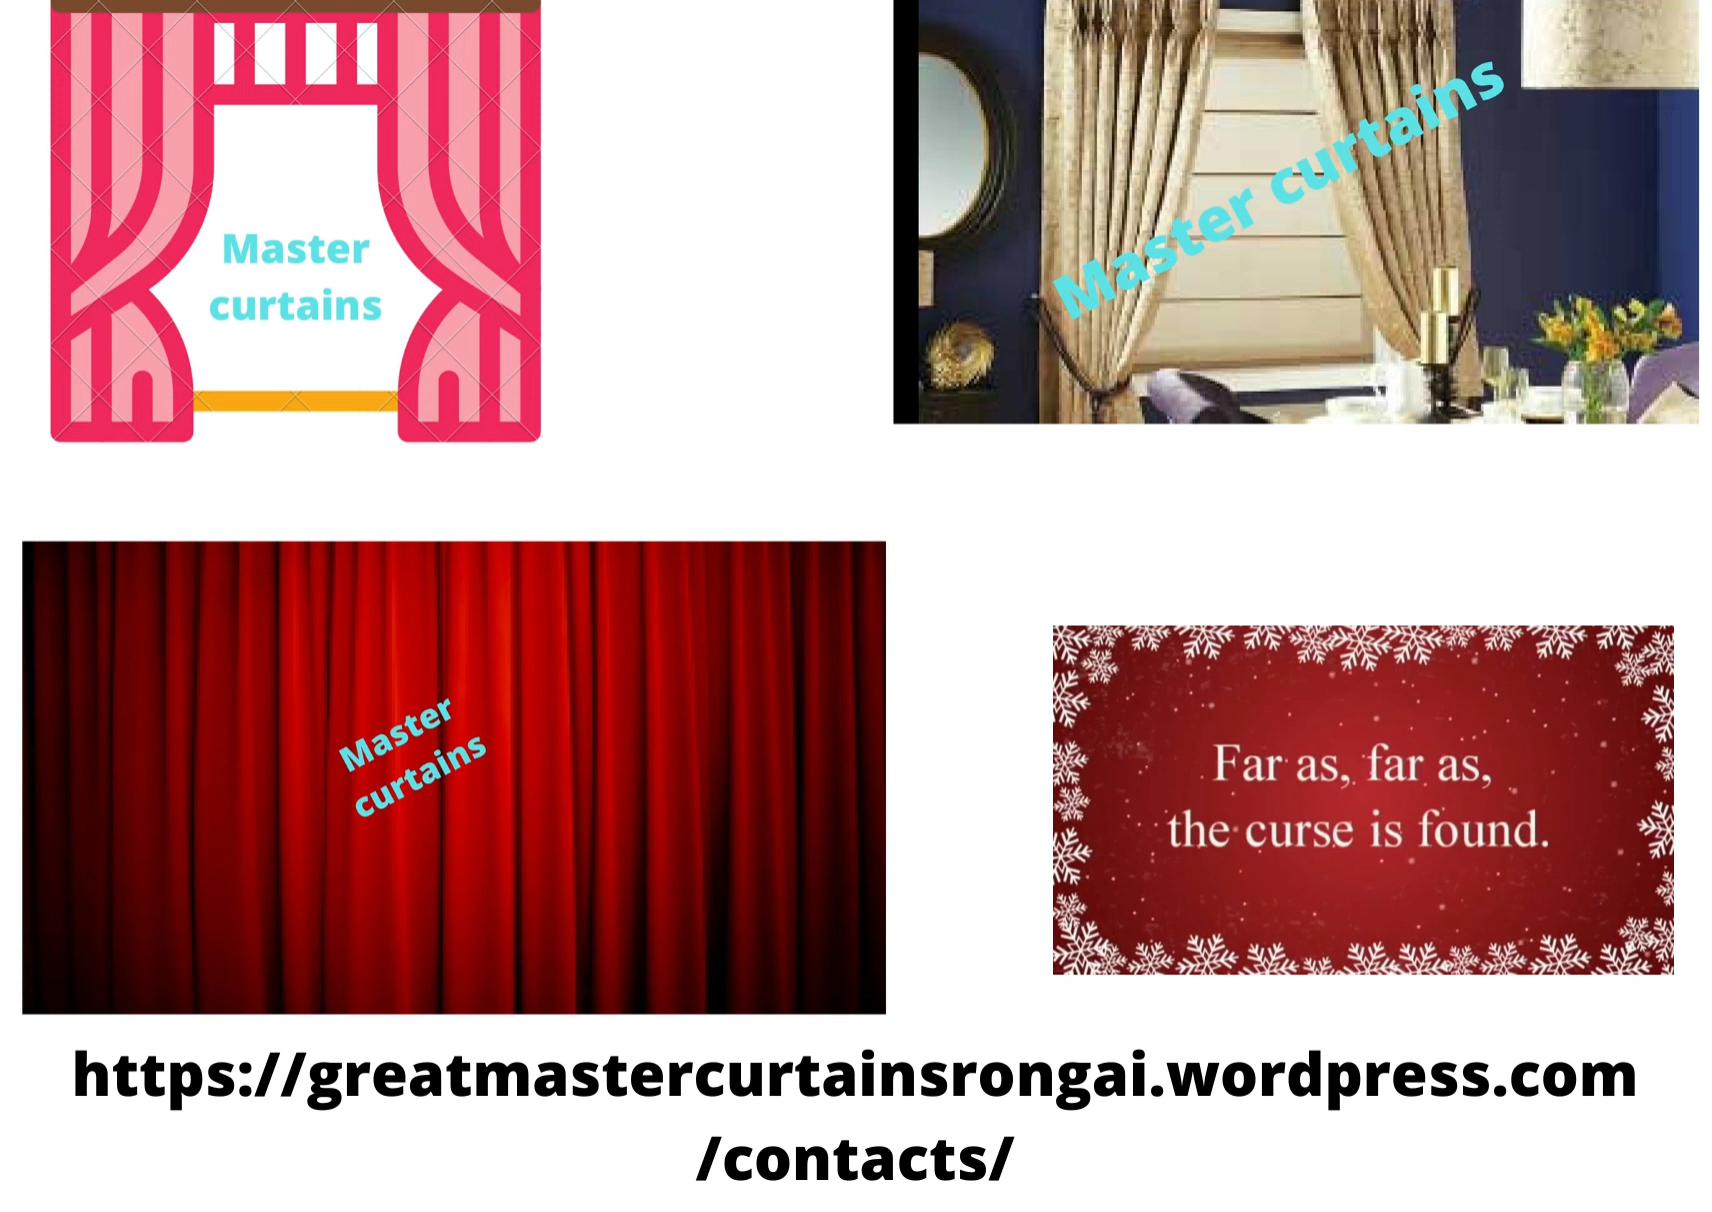 Master
curtains
Master curtains
Master
curtains
Far as, far as,
the curse is found.
https://greatmastercurtainsrongai.wordpress.com
/contacts/